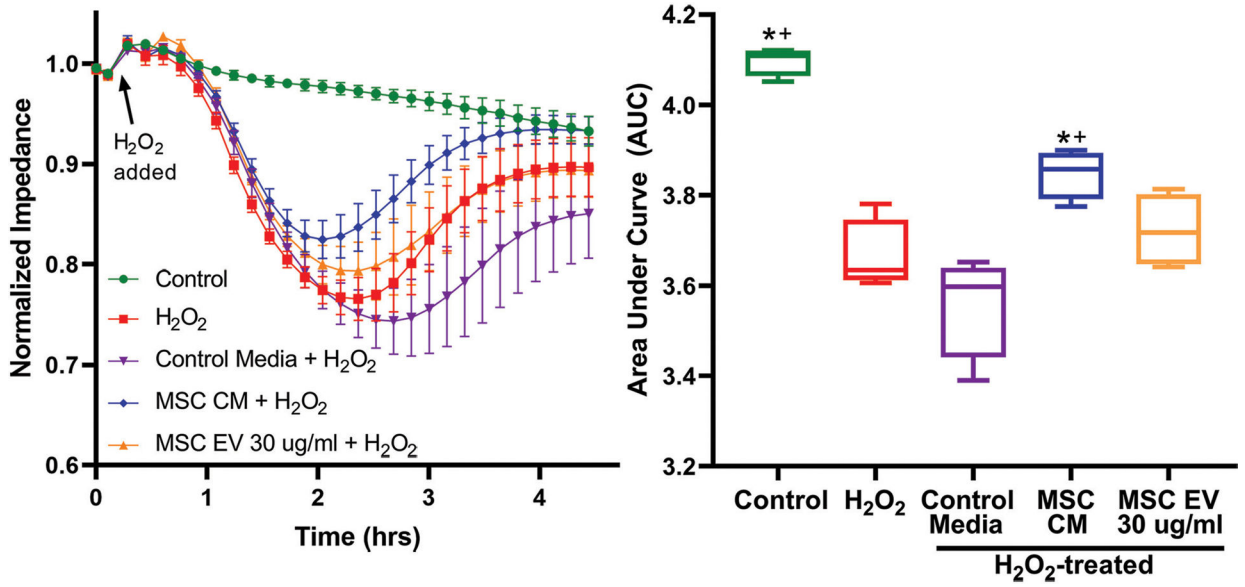 Normalized Impedance
1.0
0.9
0.8
0.7
0.6
H₂O₂
added
Control
H₂O₂
Control Media + H₂O₂
MSC CM + H₂O₂
MSC EV 30 ug/ml + H₂O₂
0 1 2 3 4
Time (hrs)
Area Under Curve (AUC)
4.2
4.0
3.8
3.6
3.4
3.2
*+
*+
Control H₂O₂ Control MSC MSC EV
Media CM 30 ug/ml
H₂O₂-treated